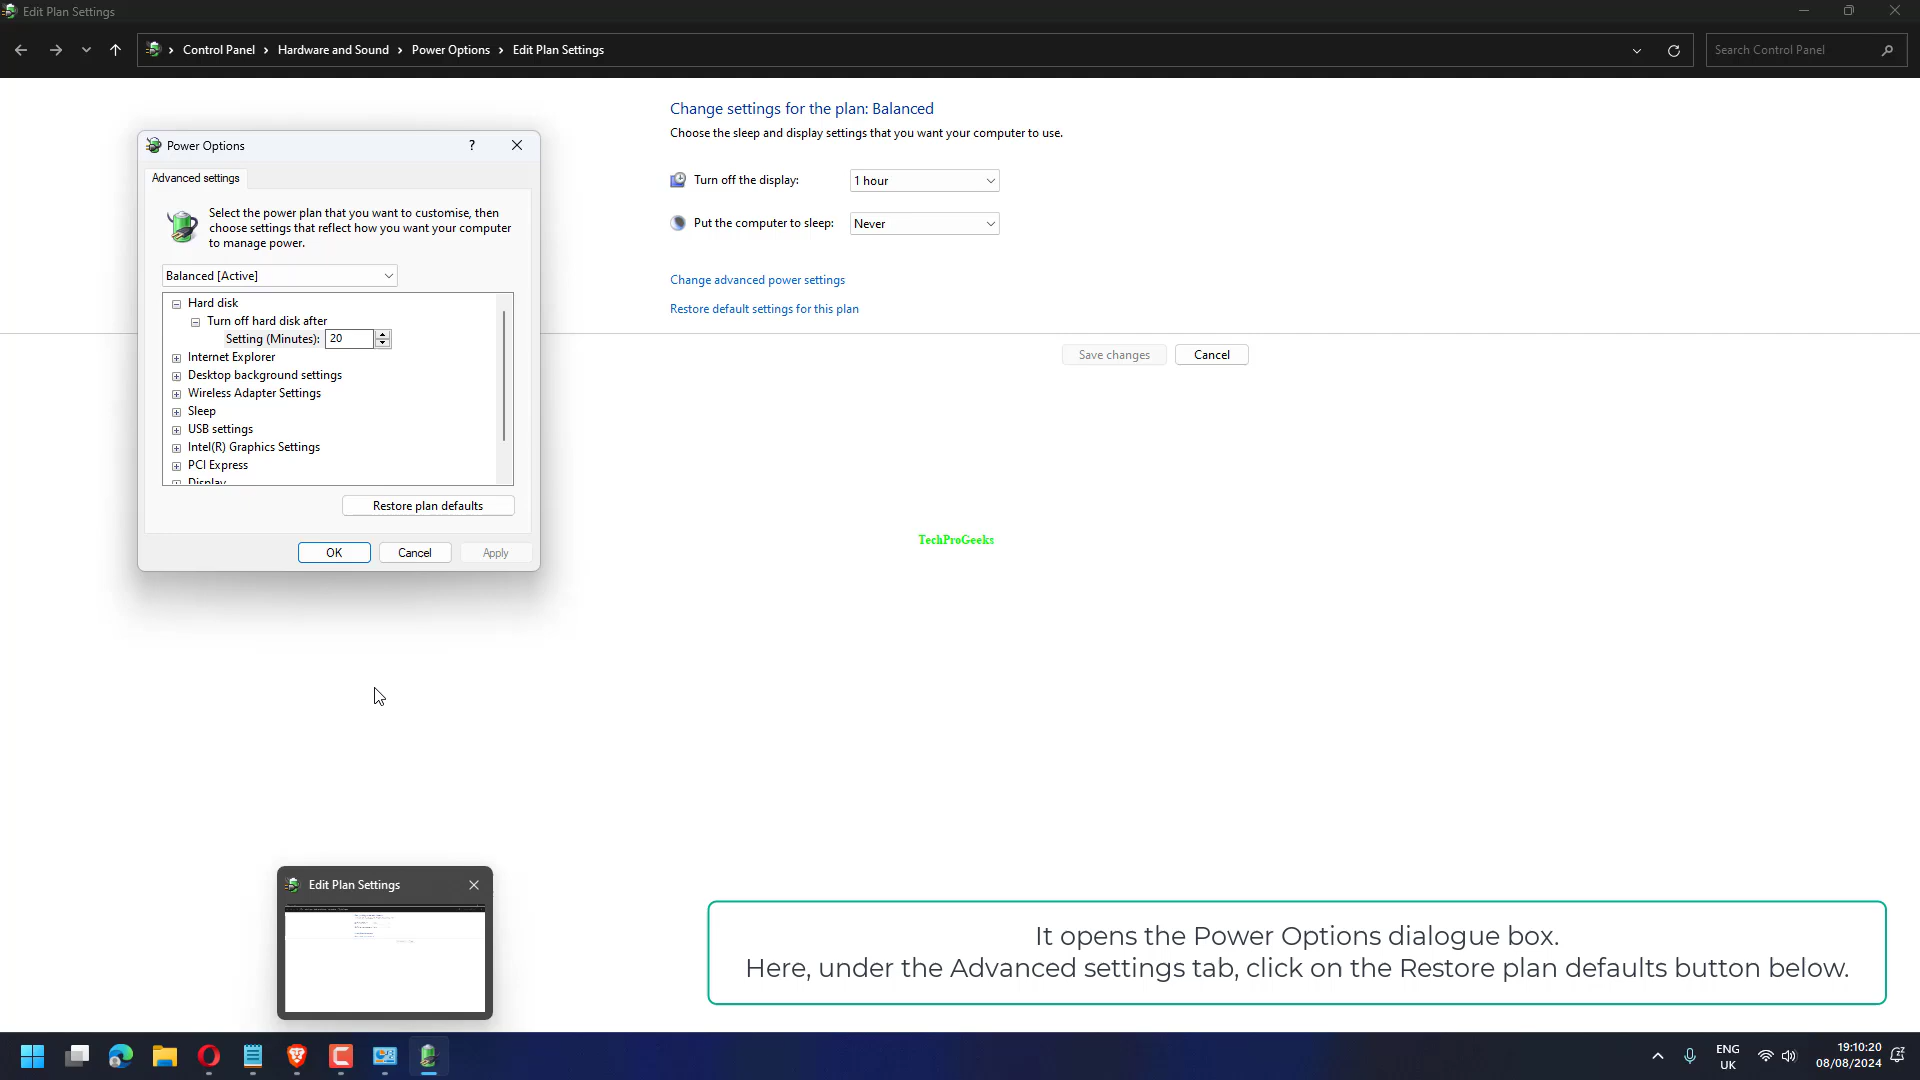 Edit Plan Settings
Control Panel > Hardware and Sound > Power Options > Edit Plan Settings
Search Control Panel
Change settings for the plan: Balanced
Choose the sleep and display settings that you want your computer to use.
Turn off the display: 1 hour
Put the computer to sleep: Never
Change advanced power settings
Restore default settings for this plan
Save changes Cancel
Power Options ?
Advanced settings
Select the power plan that you want to customise, then
choose settings that reflect how you want your computer
to manage power.
Balanced [Active]
Hard disk
Turn off hard disk after
Setting (Minutes): 20
Internet Explorer
Desktop background settings
Wireless Adapter Settings
Sleep
USB settings
Intel(R) Graphics Settings
PCI Express
Display
Restore plan defaults
OK Cancel Apply
TechProGeeks
Edit Plan Settings
It opens the Power Options dialogue box.
Here, under the Advanced settings tab, click on the Restore plan defaults button below.
ENG
UK
19:10:20
08/08/2024